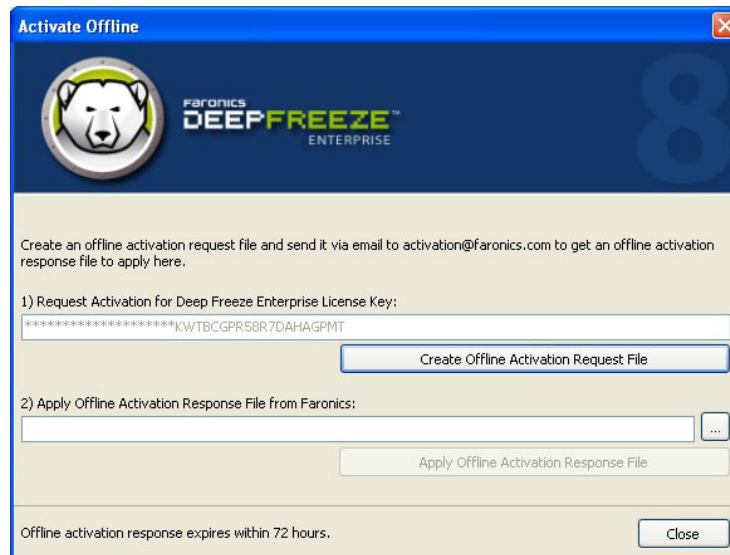 Activate Offline
FARONICS
DEEPFREEZE™
ENTERPRISE
8
Create an offline activation request file and send it via email to activation@faronics.com to get an offline activation
response file to apply here.
1) Request Activation for Deep Freeze Enterprise License Key:
********************KWTBCGPR58R7DAHAGPMT
Create Offline Activation Request File
2) Apply Offline Activation Response File from Faronics:
...
Apply Offline Activation Response File
Offline activation response expires within 72 hours.
Close